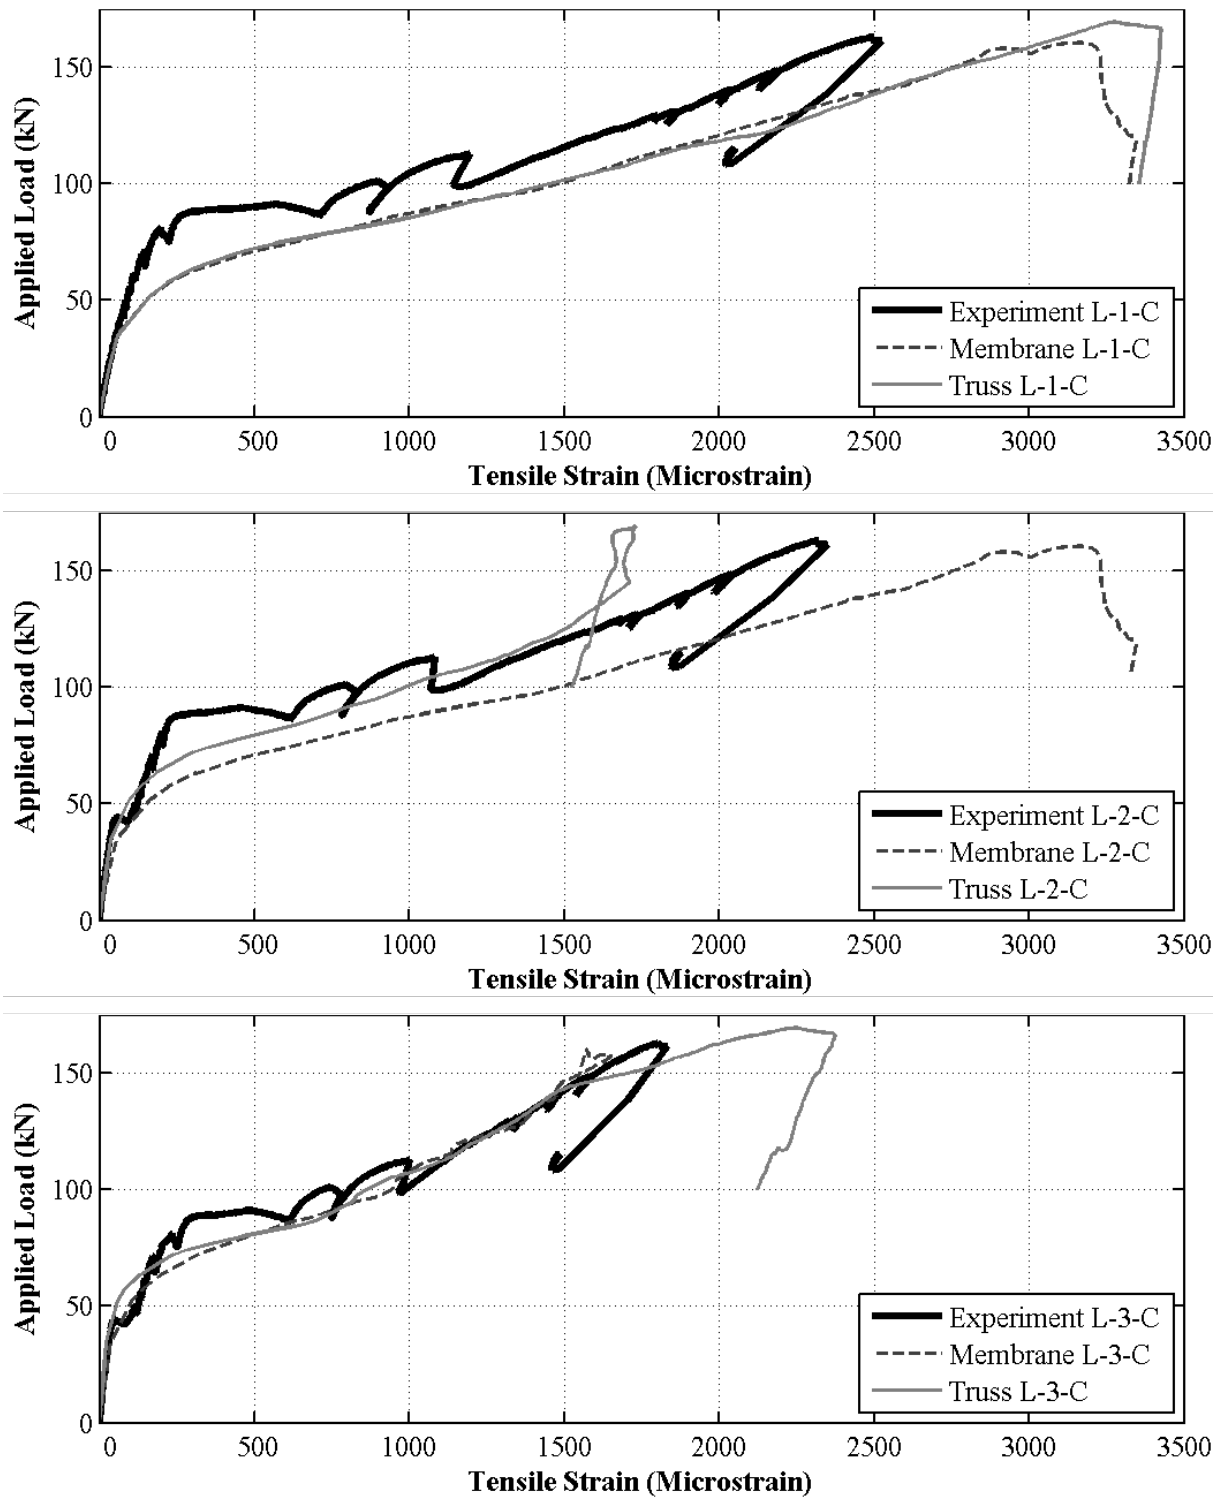 150
100
50
0
Applied Load (kN)
Experiment L-1-C
Membrane L-1-C
Truss L-1-C
0 500 1000 1500 2000 2500 3000 3500
Tensile Strain (Microstrain)
150
100
50
0
Applied Load (kN)
Experiment L-2-C
Membrane L-2-C
Truss L-2-C
0 500 1000 1500 2000 2500 3000 3500
Tensile Strain (Microstrain)
150
100
50
0
Applied Load (kN)
Experiment L-3-C
Membrane L-3-C
Truss L-3-C
0 500 1000 1500 2000 2500 3000 3500
Tensile Strain (Microstrain)